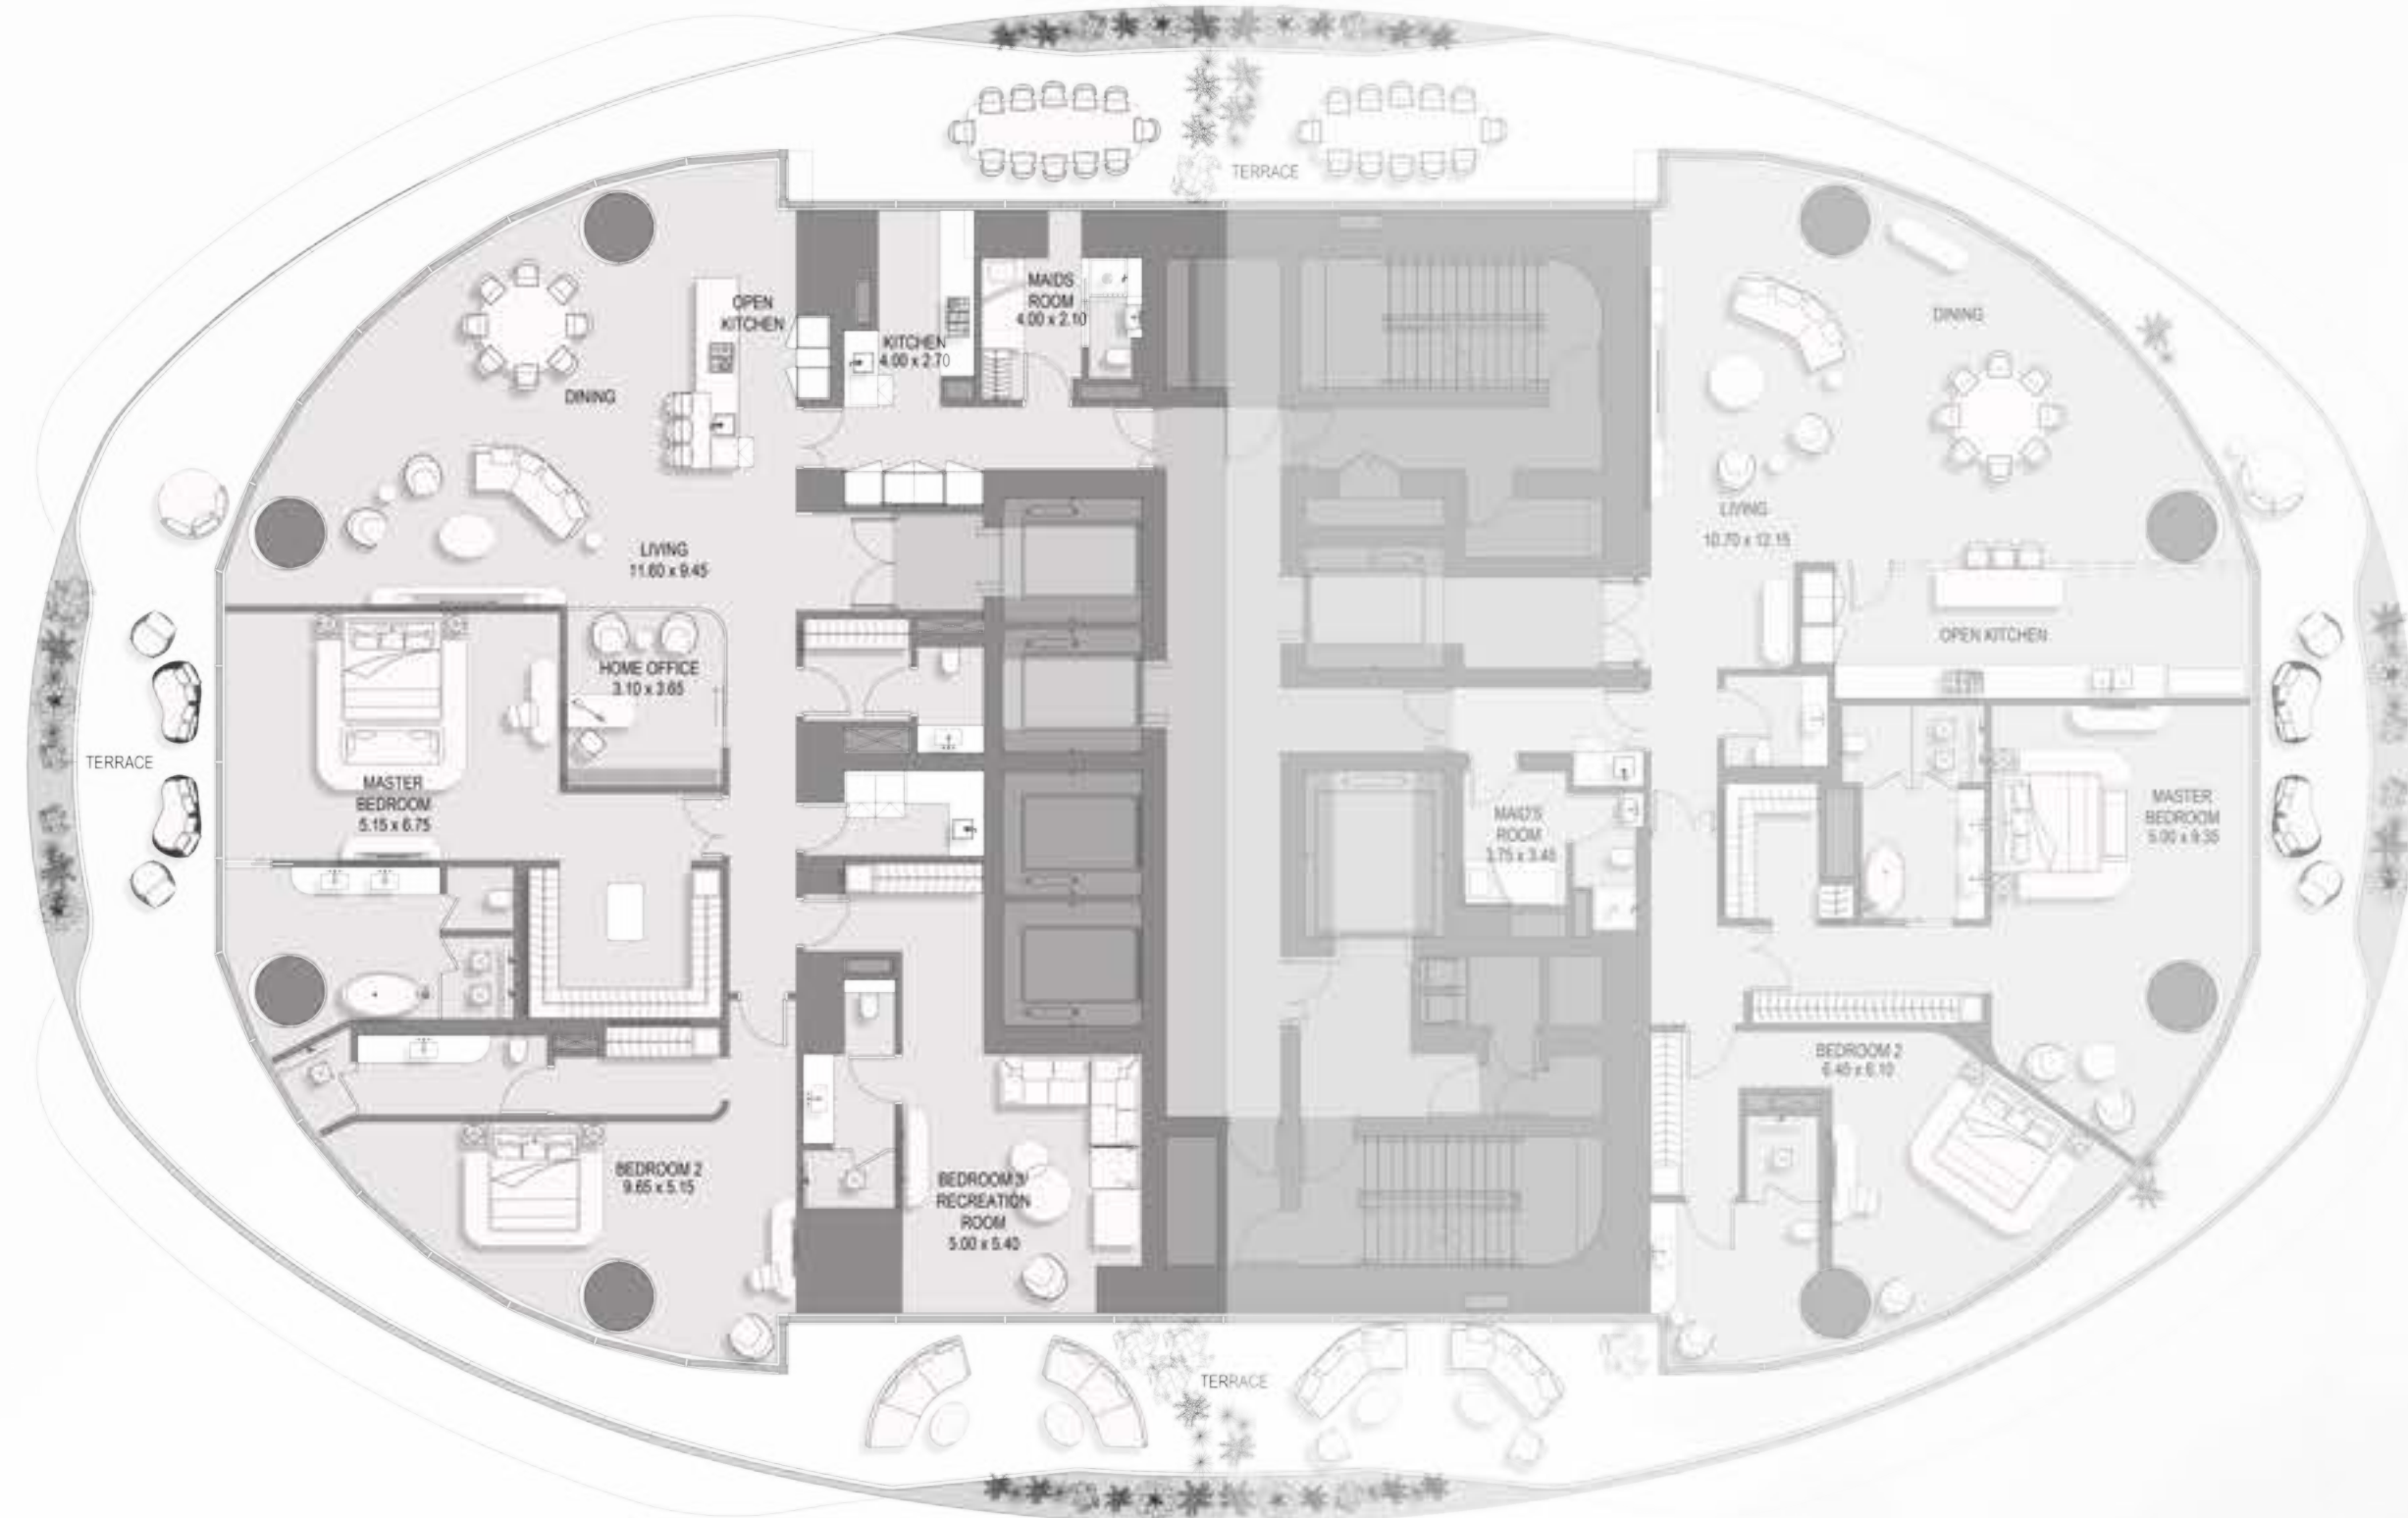 TERRACE
MAIDS
ROOM
4.00 x 2.10
OPEN
KITCHEN
KITCHEN
4.00 x 2.70
DINING
LIVING
11.60 x 9.45
HOME OFFICE
3.10 x 3.65
TERRACE
MASTER
BEDROOM
5.15 x 6.75
BEDROOM 2
9.65 x 5.15
BEDROOM 3/
RECREATION
ROOM
5.00 x 5.40
DINING
LIVING
10.70 x 12.15
OPEN KITCHEN
MAID'S
ROOM
3.75 x 3.45
MASTER
BEDROOM
5.00 x 9.35
BEDROOM 2
6.45 x 6.10
TERRACE